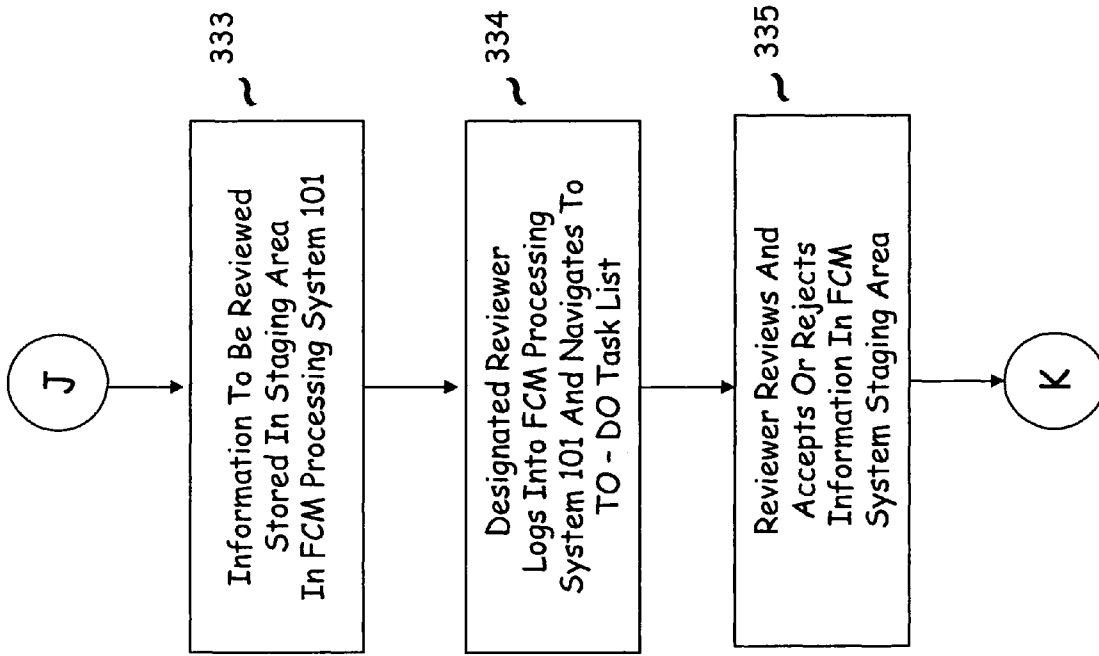 J
Information To Be Reviewed
Stored In Staging Area
In FCM Processing System 101
333
Designated Reviewer
Logs Into FCM Processing
System 101 And Navigates To
TO - DO Task List
334
Reviewer Reviews And
Accepts Or Rejects
Information In FCM
System Staging Area
335
K